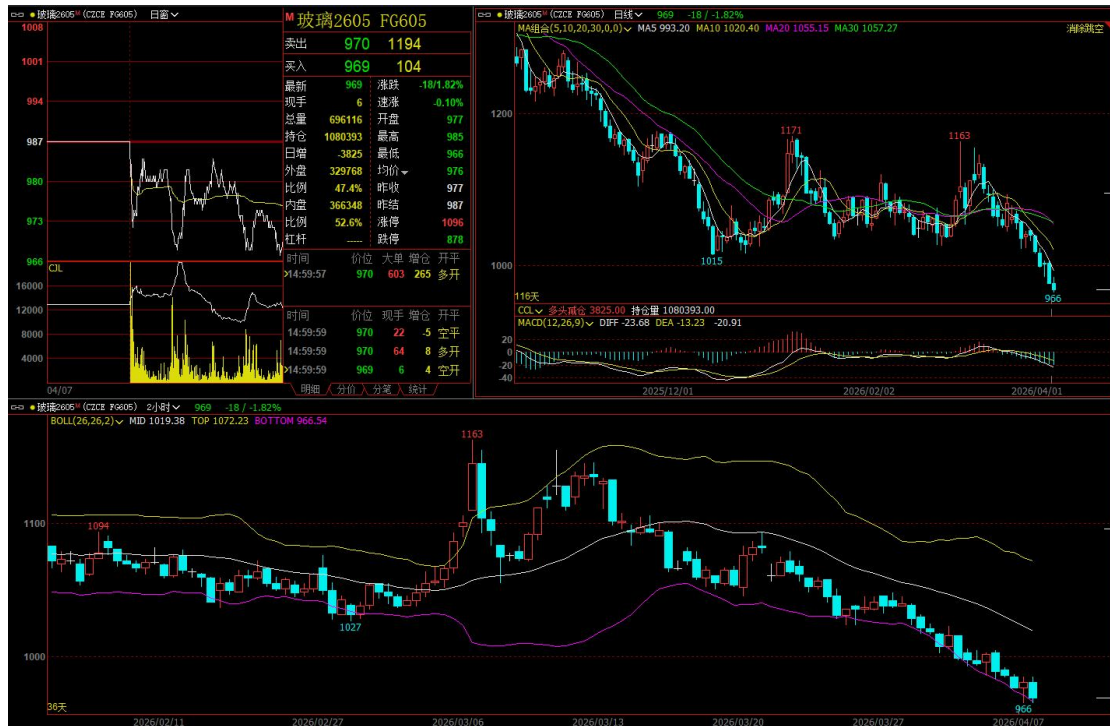 玻璃2605M (CZCE FG605) 日窗
1008
1001
994
987
980
973
966
CJL
16000
12000
8000
4000
04/07
M 玻璃2605 FG605
卖出 970 1194
买入 969 104
最新 969 涨跌 -18/1.82%
现手 6 速涨 -0.10%
总量 696116 开盘 977
持仓 1080393 最高 985
日增 -3825 最低 966
外盘 329768 均价 976
比例 47.4% 昨收 977
内盘 366348 昨结 987
比例 52.6% 涨停 1096
杠杆 ----- 跌停 878
时间 价位 大单 增仓 开平
14:59:57 970 603 265 多开
时间 价位 现手 增仓 开平
14:59:59 970 22 -5 空平
14:59:59 970 64 8 多开
14:59:59 969 6 4 空开
明细 分价 分笔 统计
玻璃2605M (CZCE FG605) 日线 969 -18 / -1.82%
MA组合(5,10,20,30,0,0) MA5 993.20 MA10 1020.40 MA20 1055.15 MA30 1057.27 消除跳空
1200
1171
1163
1000
1015
966
116天
CCL 多头减仓 3825.00 持仓量 1080393.00
MACD(12,26,9) DIFF -23.68 DEA -13.23 -20.91
20
0
-20
-40
2025/12/01 2026/02/02 2026/04/01
玻璃2605M (CZCE FG605) 2小时 969 -18 / -1.82%
BOLL(26,26,2) MID 1019.38 TOP 1072.23 BOTTOM 966.54
1163
1100
1094
1027
1000
966
36天
2026/02/11 2026/02/27 2026/03/06 2026/03/13 2026/03/20 2026/03/27 2026/04/07